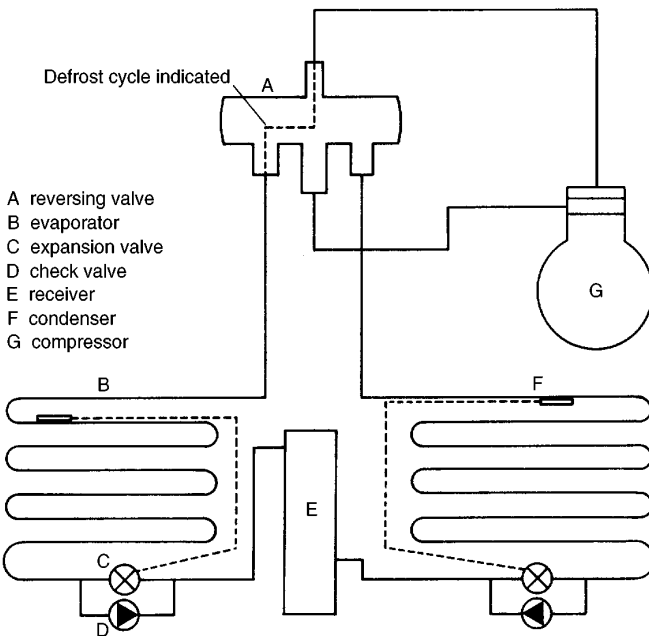 Defrost cycle indicated
A
A reversing valve
B evaporator
C expansion valve
D check valve
E receiver
F condenser
G compressor
G
B
F
E
C
D